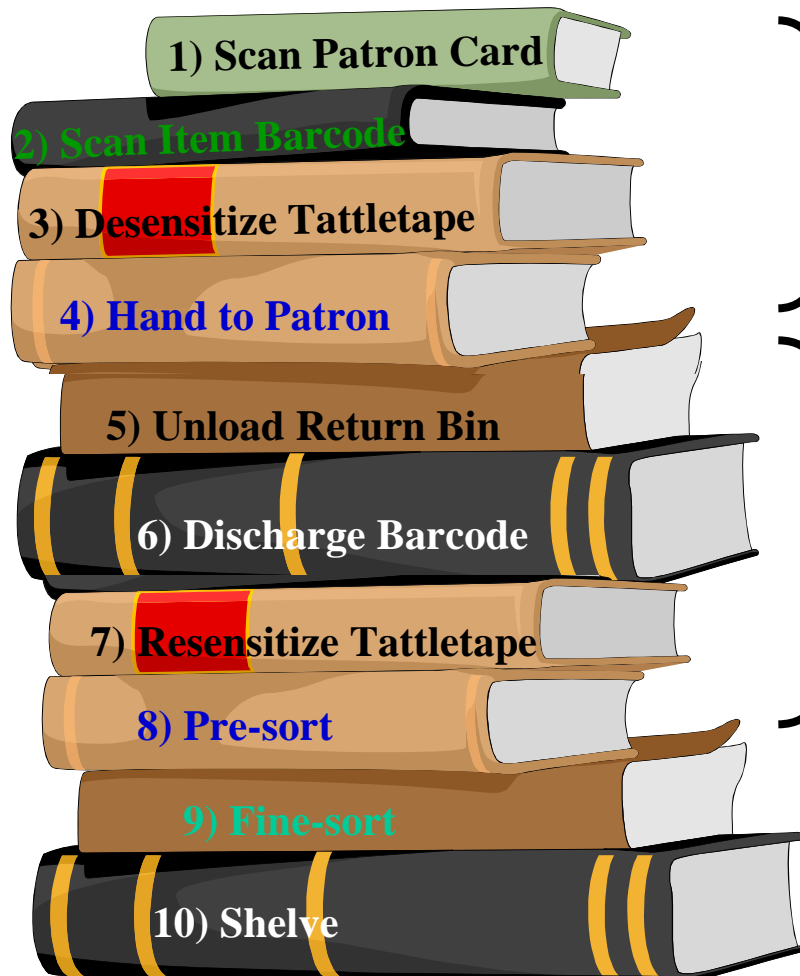 1) Scan Patron Card
2) Scan Item Barcode
3) Desensitize Tattletape
4) Hand to Patron
5) Unload Return Bin
6) Discharge Barcode
7) Resensitize Tattletape
8) Pre-sort
9) Fine-sort
10) Shelve